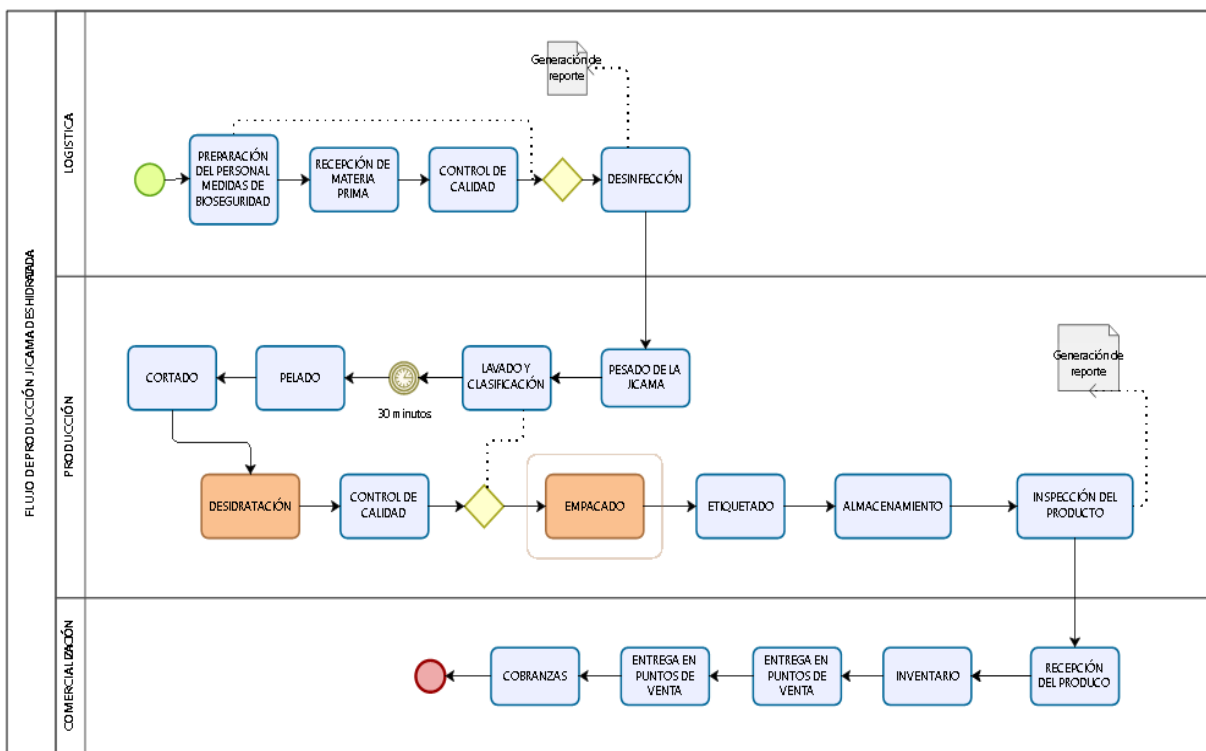 FLUJO DE PRODUCCIÓN JICAMA DESHIDRATADA
LOGISTICA
Generación de
reporte
PREPARACIÓN
DEL PERSONAL
MEDIDAS DE
BIOSEGURIDAD
RECEPCIÓN DE
MATERIA
PRIMA
CONTROL DE
CALIDAD
DESINFECCIÓN
PRODUCCIÓN
CORTADO
PELADO
30 minutos
LAVADO Y
CLASIFICACIÓN
PESADO DE LA
JICAMA
Generación de
reporte
DESIDRATACIÓN
CONTROL DE
CALIDAD
EMPACADO
ETIQUETADO
ALMACENAMIENTO
INSPECCIÓN DEL
PRODUCTO
COMERCIALIZACIÓN
COBRANZAS
ENTREGA EN
PUNTOS DE
VENTA
ENTREGA EN
PUNTOS DE
VENTA
INVENTARIO
RECEPCIÓN
DEL PRODUCO